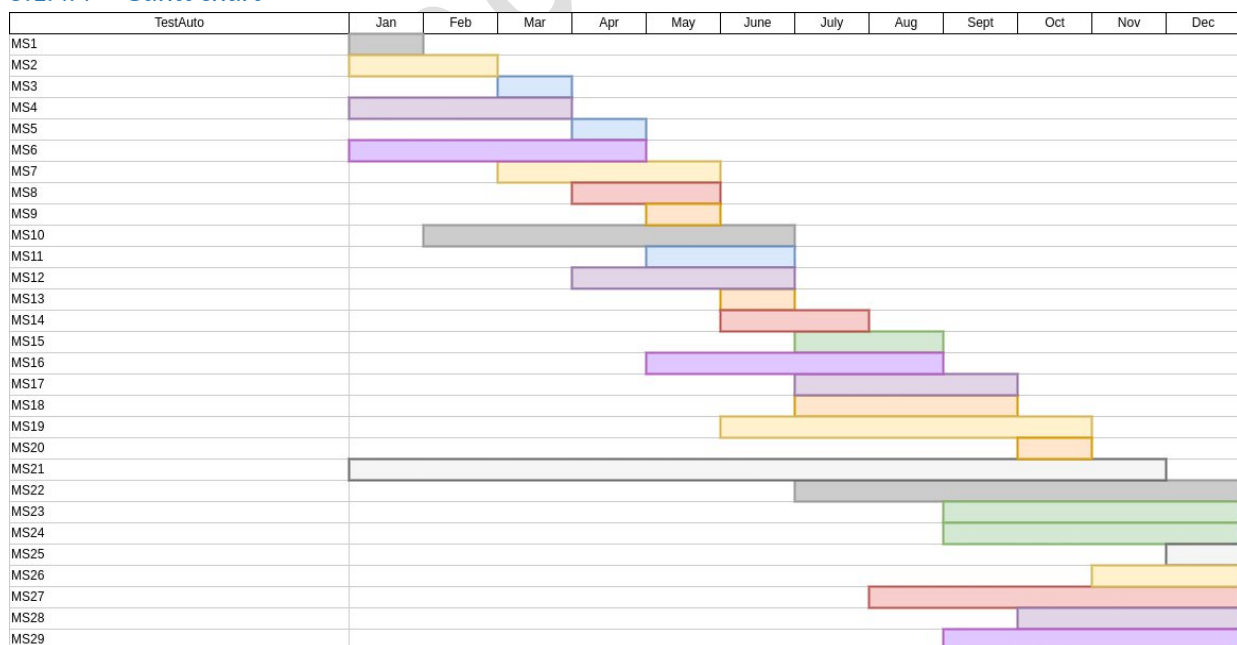 TestAuto Jan Feb Mar Apr May June July Aug Sept Oct Nov Dec
MS1
MS2
MS3
MS4
MS5
MS6
MS7
MS8
MS9
MS10
MS11
MS12
MS13
MS14
MS15
MS16
MS17
MS18
MS19
MS20
MS21
MS22
MS23
MS24
MS25
MS26
MS27
MS28
MS29